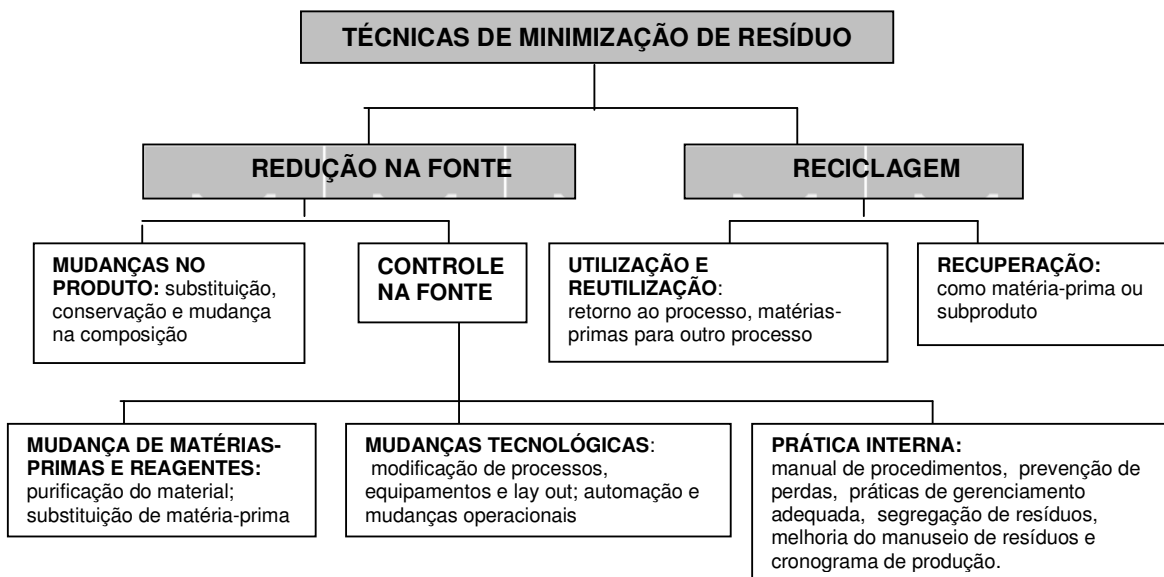 TÉCNICAS DE MINIMIZAÇÃO DE RESÍDUO
REDUÇÃO NA FONTE
RECICLAGEM
MUDANÇAS NO
PRODUTO: substituição,
conservação e mudança
na composição
CONTROLE
NA FONTE
UTILIZAÇÃO E
REUTILIZAÇÃO:
retorno ao processo, matérias-
primas para outro processo
RECUPERAÇÃO:
como matéria-prima ou
subproduto
MUDANÇA DE MATÉRIAS-
PRIMAS E REAGENTES:
purificação do material;
substituição de matéria-prima
MUDANÇAS TECNOLÓGICAS:
modificação de processos,
equipamentos e lay out; automação e
mudanças operacionais
PRÁTICA INTERNA:
manual de procedimentos, prevenção de
perdas, práticas de gerenciamento
adequada, segregação de resíduos,
melhoria do manuseio de resíduos e
cronograma de produção.